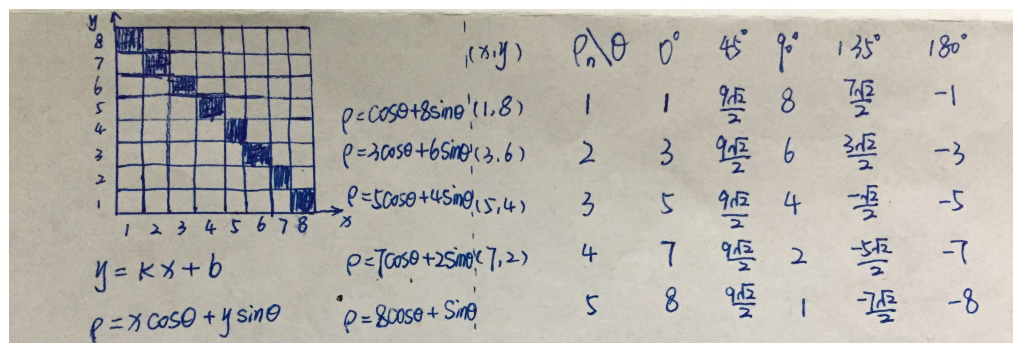 y
8
7
6
5
4
3
2
1
1 2 3 4 5 6 7 8 x
y = kx + b
ρ = x cosθ + y sinθ
(x,y) ρn\θ 0° 45° 90° 135° 180°
ρ=cosθ+8sinθ (1,8) 1 1 9√2/2 8 7√2/2 -1
ρ=3cosθ+6sinθ (3,6) 2 3 9√2/2 6 3√2/2 -3
ρ=5cosθ+4sinθ (5,4) 3 5 9√2/2 4 -√2/2 -5
ρ=7cosθ+2sinθ (7,2) 4 7 9√2/2 2 -5√2/2 -7
ρ=8cosθ+sinθ 5 8 9√2/2 1 -7√2/2 -8